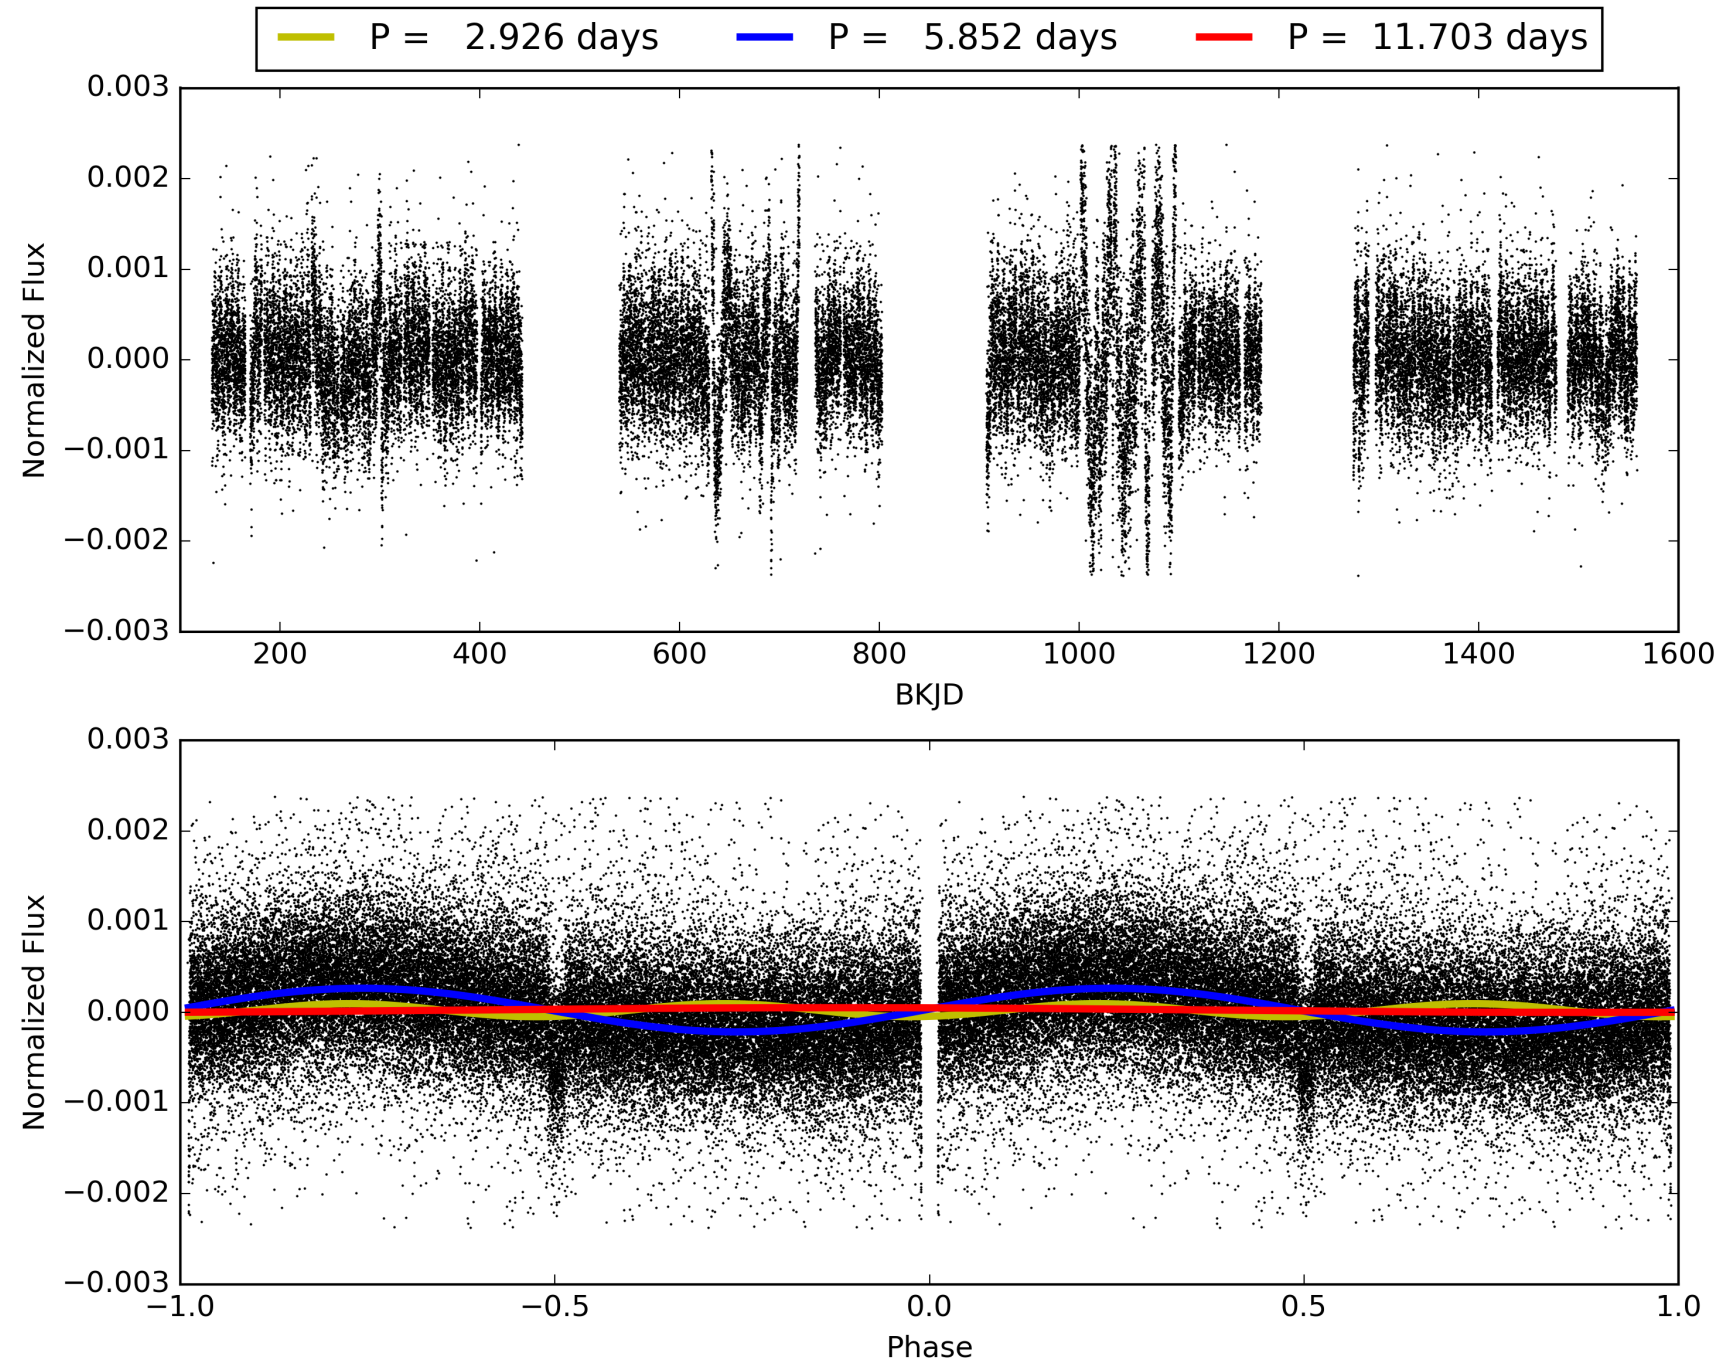 P = 2.926 days P = 5.852 days P = 11.703 days
0.003
0.002
0.001
0.000
−0.001
−0.002
−0.003
Normalized Flux
200 400 600 800 1000 1200 1400 1600
BKJD
0.003
0.002
0.001
0.000
−0.001
−0.002
−0.003
Normalized Flux
−1.0 −0.5 0.0 0.5 1.0
Phase